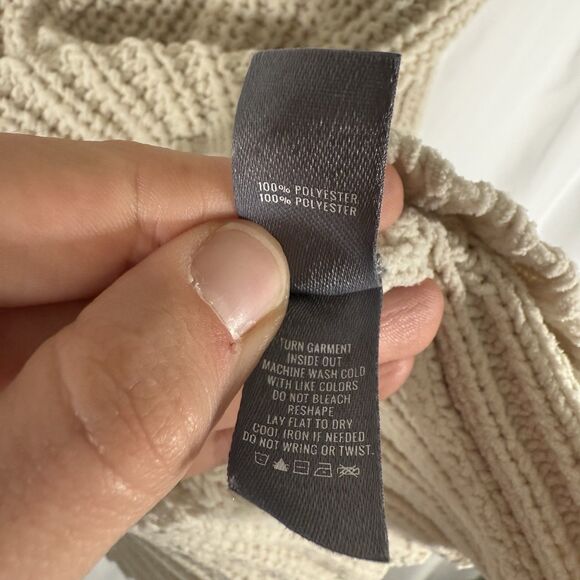 100% POLYESTER
100% POLYESTER
TURN GARMENT
INSIDE OUT
MACHINE WASH COLD
WITH LIKE COLORS
DO NOT BLEACH
RESHAPE
LAY FLAT TO DRY
COOL IRON IF NEEDED
DO NOT WRING OR TWIST.